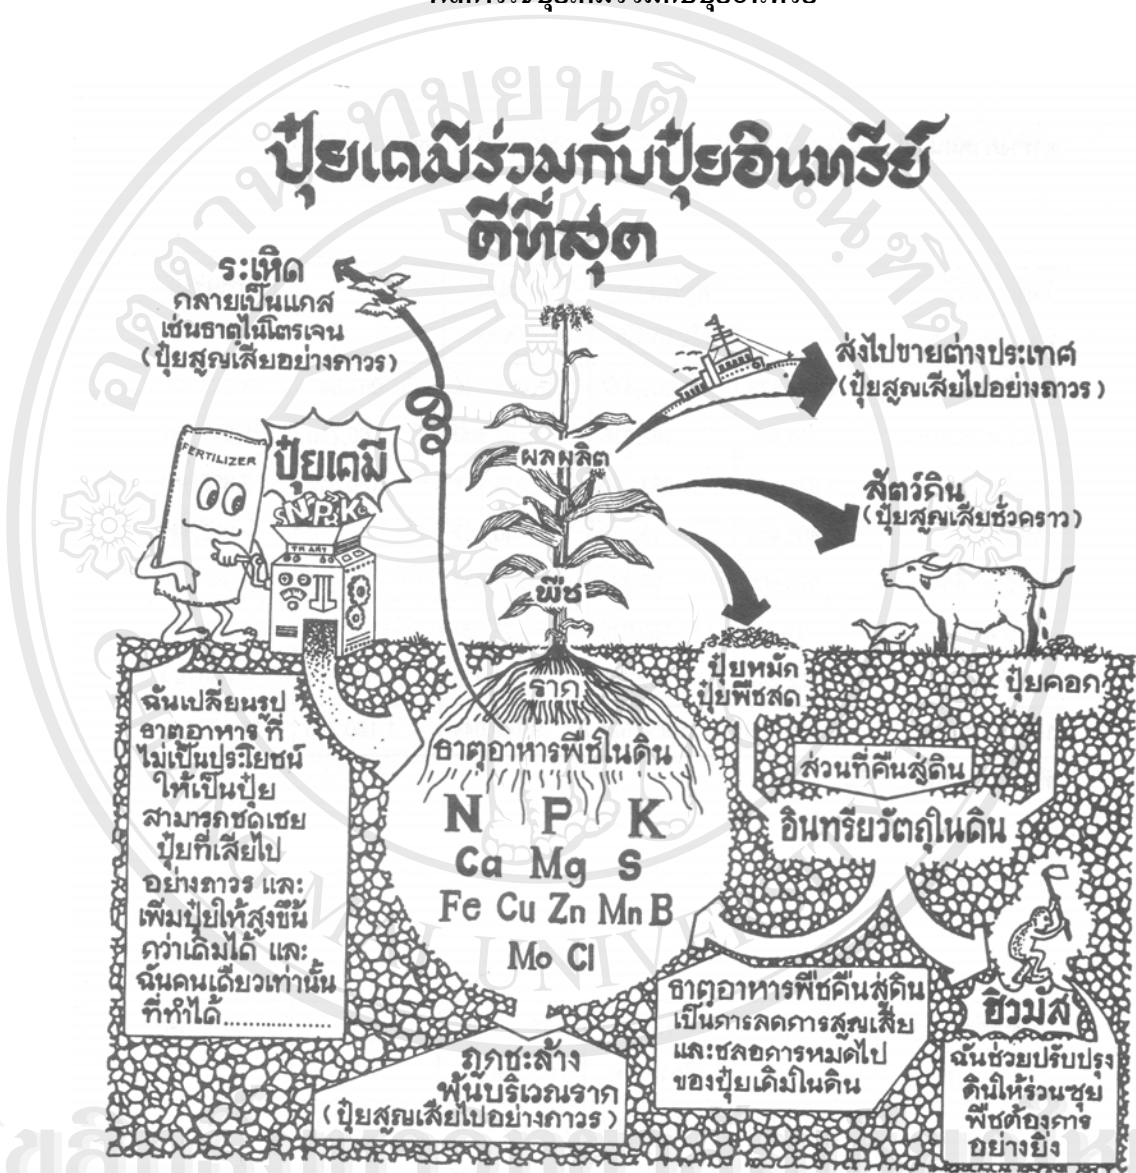 ปุ๋ยเคมีร่วมกับปุ๋ยอินทรีย์
ดีที่สุด
ระเหิด
กลายเป็นแกส
เช่นธาตุไนโตรเจน
(ปุ๋ยสูญเสียอย่างถาวร)
ส่งไปขายต่างประเทศ
(ปุ๋ยสูญเสียไปอย่างถาวร)
FERTILIZER
ปุ๋ยเคมี
NPK
ผลผลิต
สัตว์กิน
(ปุ๋ยสูญเสียชั่วคราว)
พืช
ราก
ปุ๋ยหมัก
ปุ๋ยพืชสด
ปุ๋ยคอก
ฉันเปลี่ยนรูป
ธาตุอาหาร ที่
ไม่เป็นประโยชน์
ให้เป็นปุ๋ย
สามารถชดเชย
ปุ๋ยที่เสียไป
อย่างถาวร และ
เพิ่มปุ๋ยให้สูงขึ้น
กว่าเดิมได้ และ
ฉันคนเดียวเท่านั้น
ที่ทำได้..................
ธาตุอาหารพืชในดิน
N P K
Ca Mg S
Fe Cu Zn Mn B
Mo Cl
ส่วนที่คืนสู่ดิน
อินทรียวัตถุในดิน
ธาตุอาหารพืชคืนสู่ดิน
เป็นการลดการสูญเสีย
และชลอการหมดไป
ของปุ๋ยเดิมในดิน
ฮิวมัส
ฉันช่วยปรับปรุง
ดินให้ร่วนซุย
พืชต้องการ
อย่างยิ่ง
ถูกชะล้าง
พ้นบริเวณราก
(ปุ๋ยสูญเสียไปอย่างถาวร)